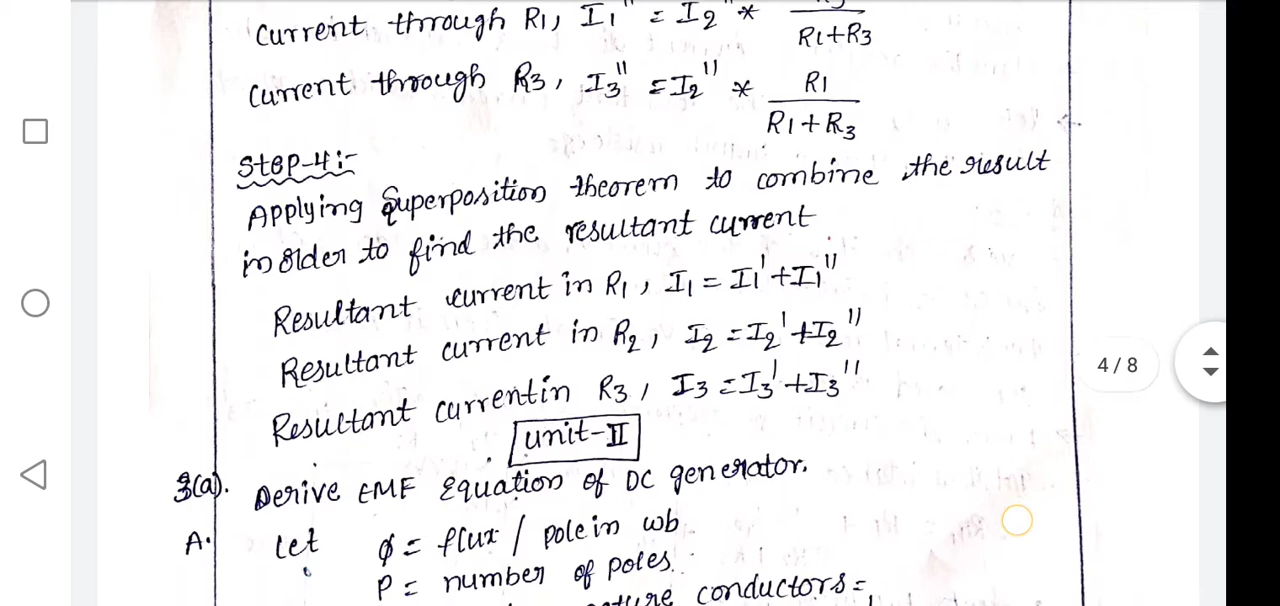 Current through R1, I1'' = I2'' *
R1+R3
Current through R3, I3'' = I2'' * R1
R1+R3
Step-4:-
Applying Superposition theorem to combine the result
in order to find the resultant current
Resultant current in R1, I1 = I1'+I1''
Resultant current in R2, I2 = I2'+I2''
Resultant current in R3, I3 = I3'+I3''
unit-II
3(a). Derive EMF Equation of DC generator.
A. Let φ = flux / pole in wb
P = number of poles.
conductors =
4 / 8